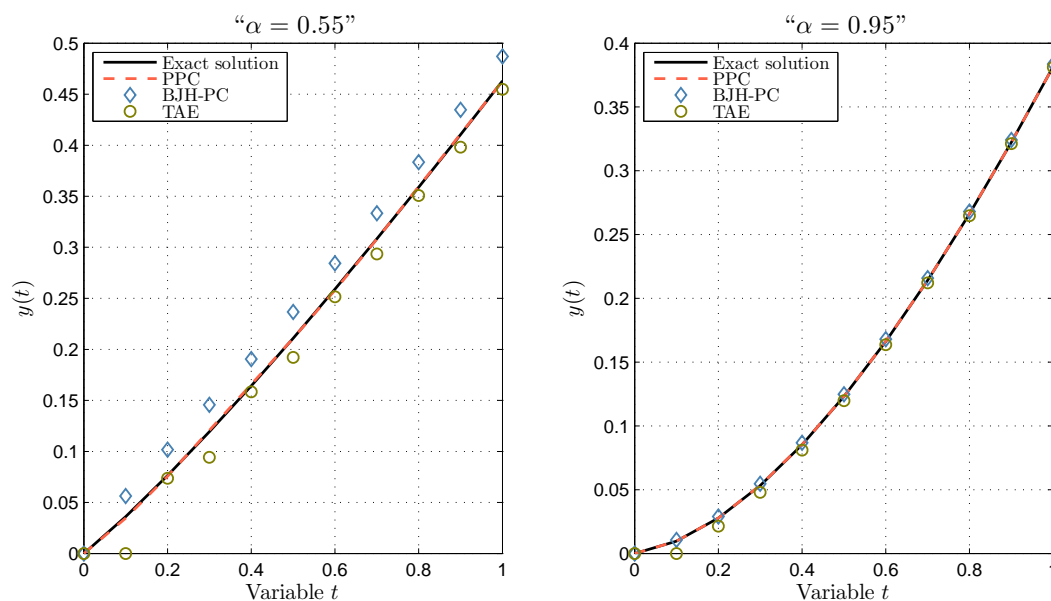 “α = 0.55”
0.5
0.45
0.4
0.35
0.3
0.25
0.2
0.15
0.1
0.05
0
y(t)
Exact solution
PPC
BJH-PC
TAE
0 0.2 0.4 0.6 0.8 1
Variable t
“α = 0.95”
0.4
0.35
0.3
0.25
0.2
0.15
0.1
0.05
0
y(t)
Exact solution
PPC
BJH-PC
TAE
0 0.2 0.4 0.6 0.8 1
Variable t